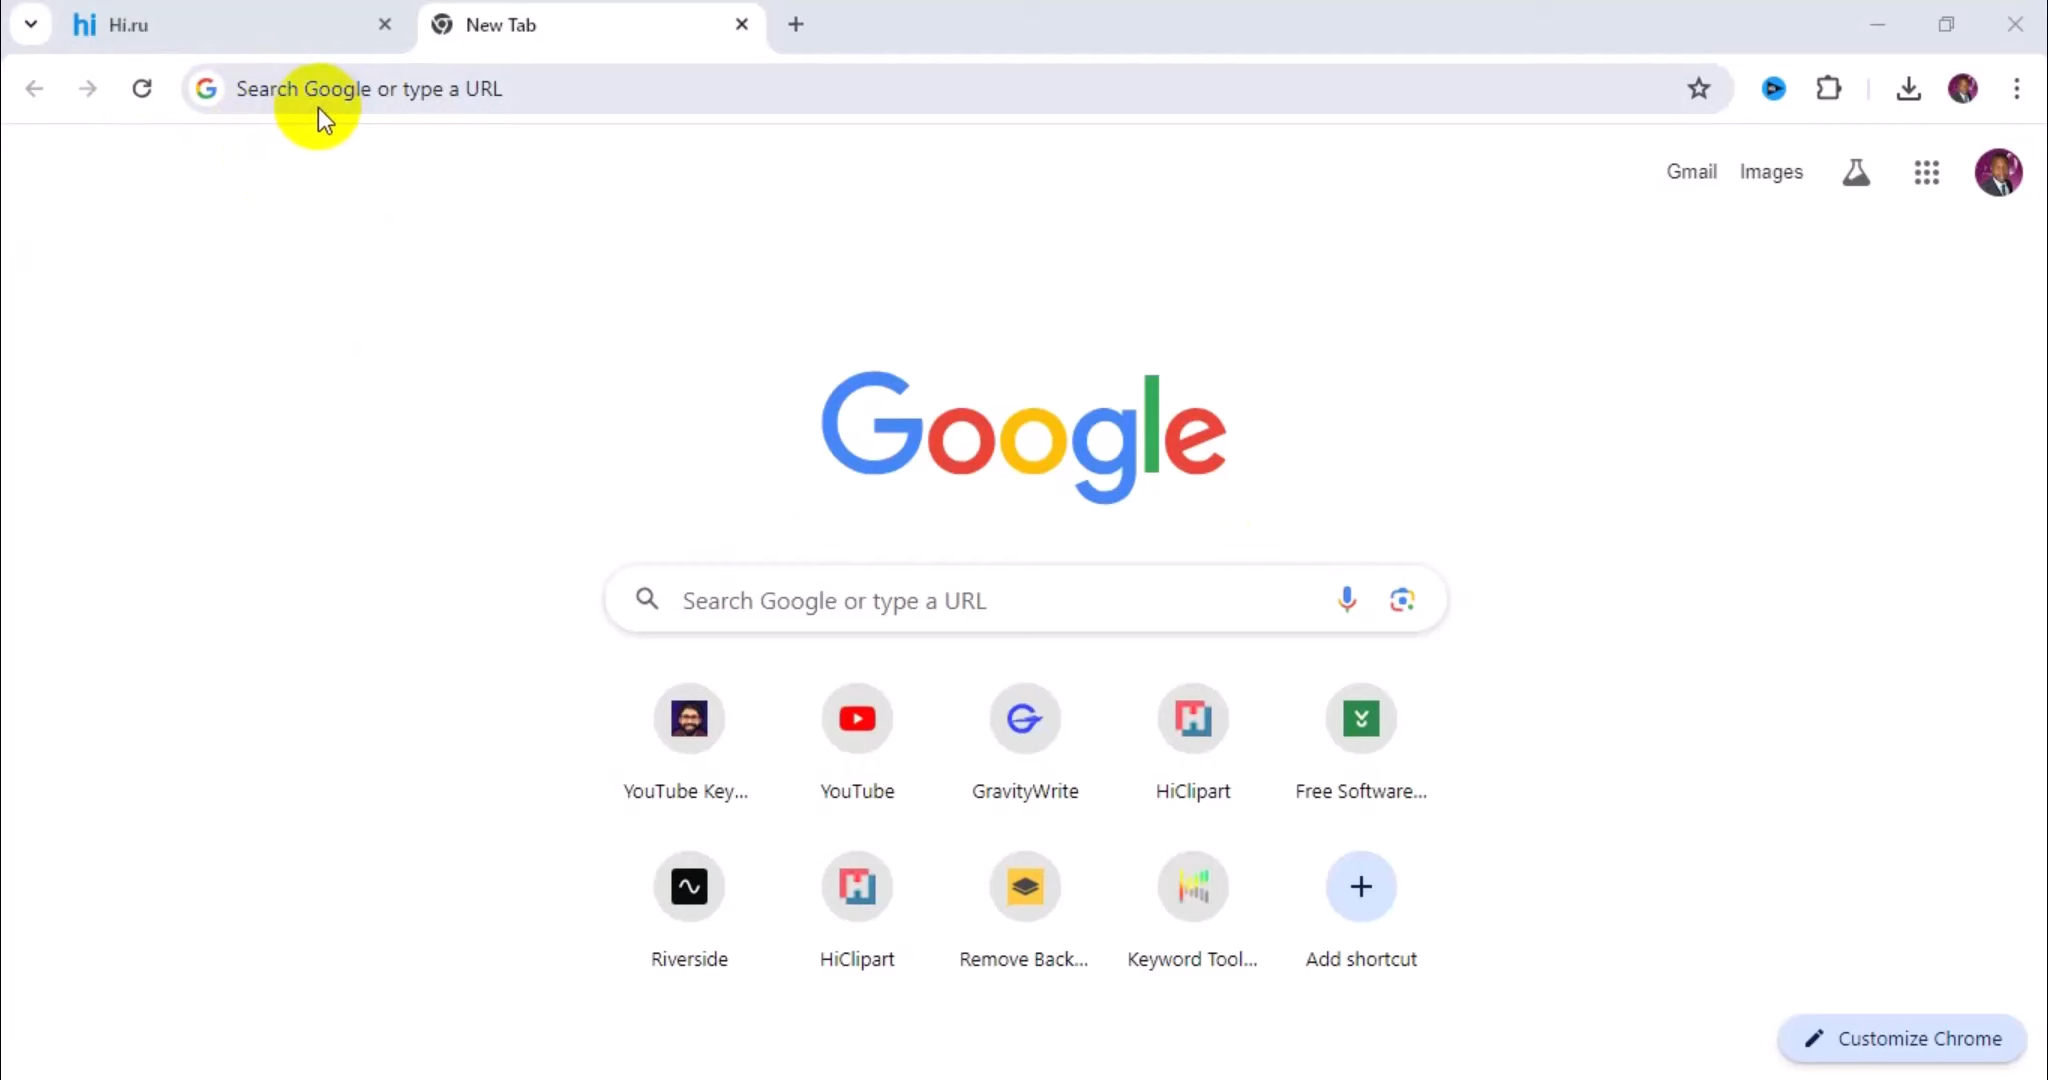 hi Hi.ru
New Tab
Search Google or type a URL
Gmail Images
Google
Search Google or type a URL
YouTube Key...
YouTube
GravityWrite
HiClipart
Free Software...
Riverside
HiClipart
Remove Back...
Keyword Tool...
Add shortcut
Customize Chrome